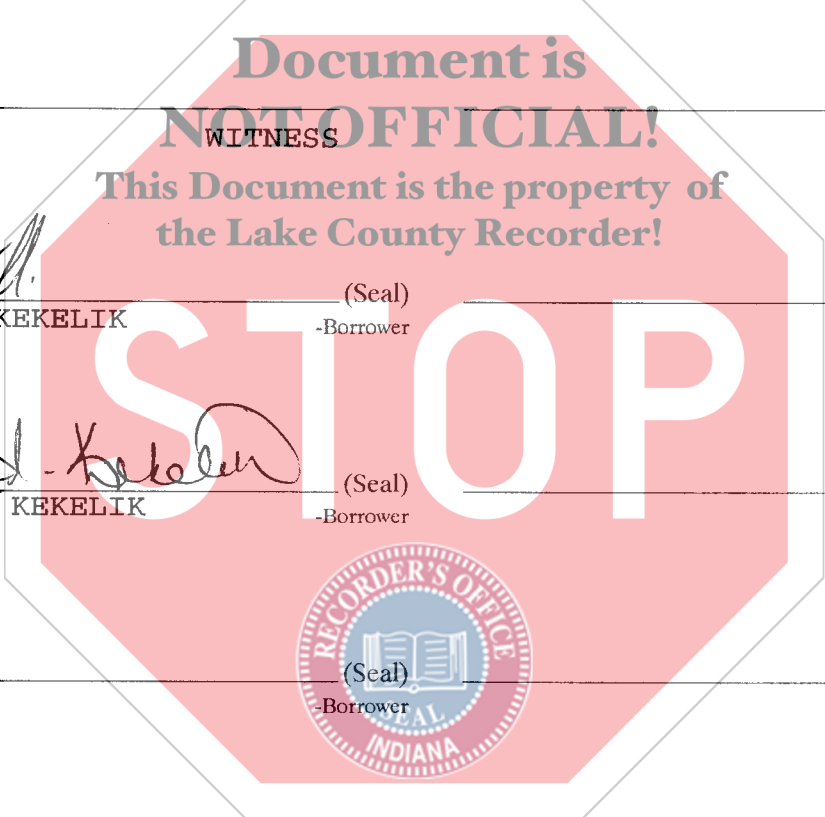 Document is
NOT OFFICIAL!
WITNESS
This Document is the property of
the Lake County Recorder!
(Seal)
KEKELIK
-Borrower
STOP
Kekelik
(Seal)
KEKELIK
-Borrower
RECORDER'S OFFICE
(Seal)
-Borrower
SEAL
INDIANA